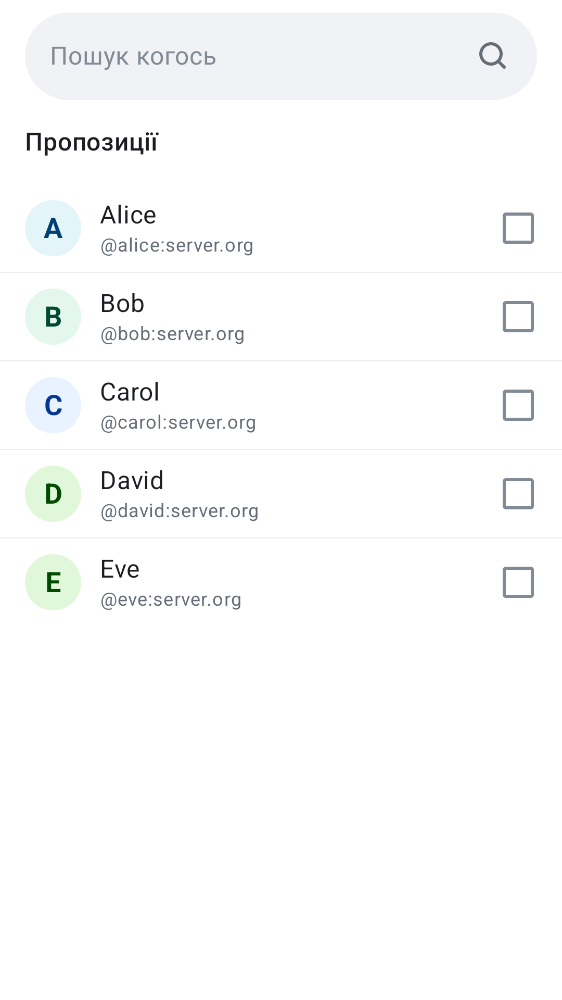 Пошук когось
Пропозиції
A
Alice
@alice:server.org
B
Bob
@bob:server.org
C
Carol
@carol:server.org
D
David
@david:server.org
E
Eve
@eve:server.org